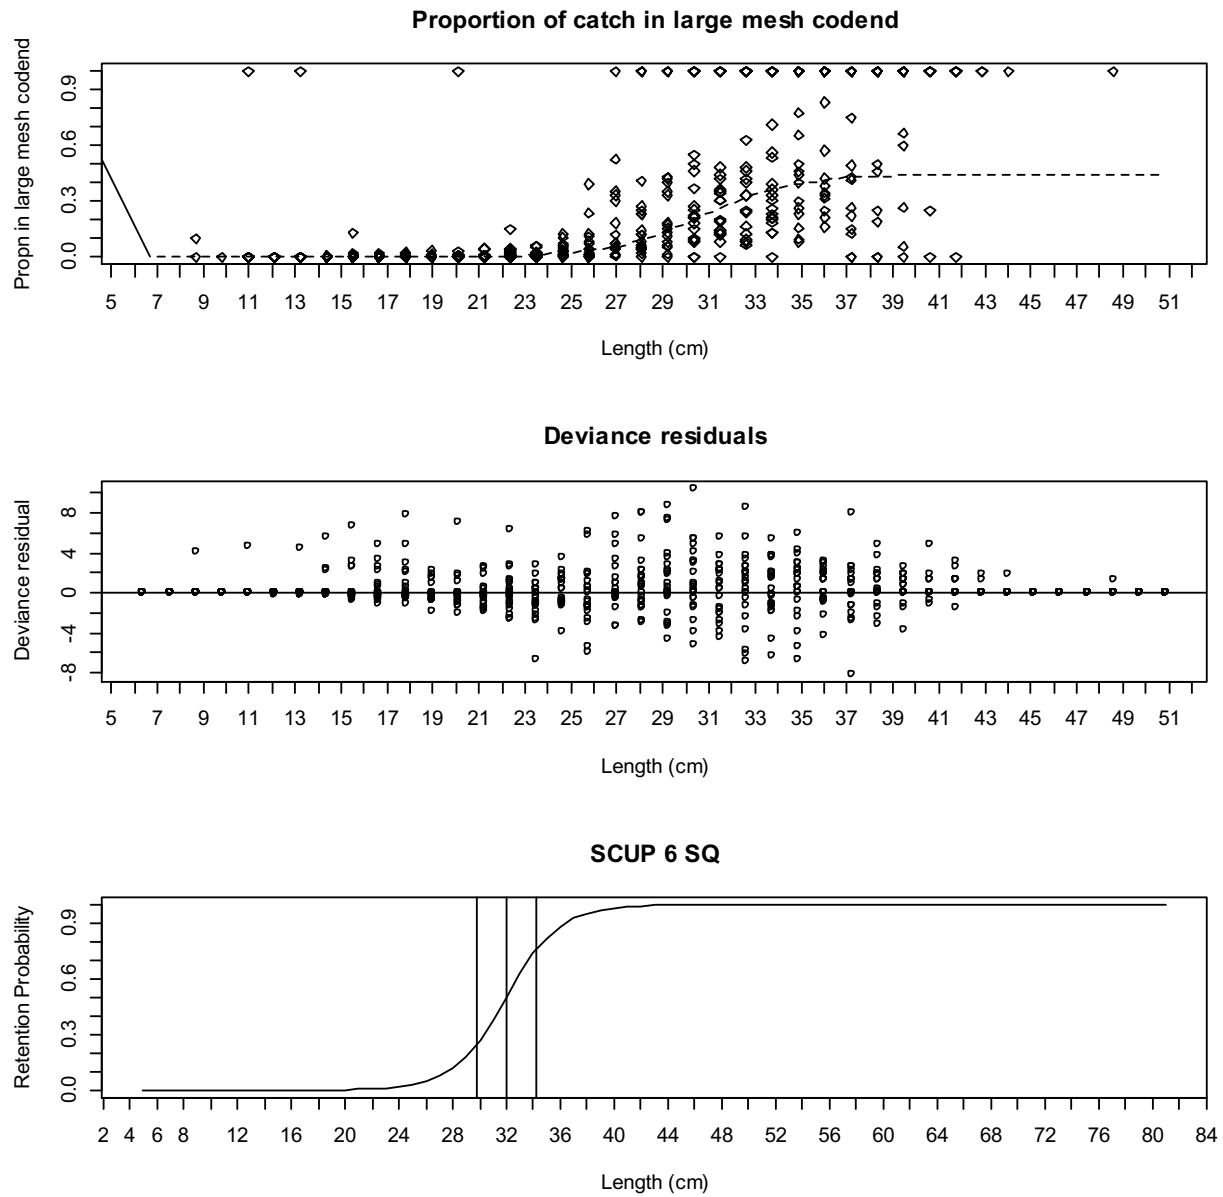 Proportion of catch in large mesh codend
Propn in large mesh codend
0.9
0.6
0.3
0.0
5 7 9 11 13 15 17 19 21 23 25 27 29 31 33 35 37 39 41 43 45 47 49 51
Length (cm)
Deviance residuals
Deviance residual
8
4
0
-4
-8
5 7 9 11 13 15 17 19 21 23 25 27 29 31 33 35 37 39 41 43 45 47 49 51
Length (cm)
SCUP 6 SQ
Retention Probability
0.9
0.6
0.3
0.0
2 4 6 8 12 16 20 24 28 32 36 40 44 48 52 56 60 64 68 72 76 80 84
Length (cm)